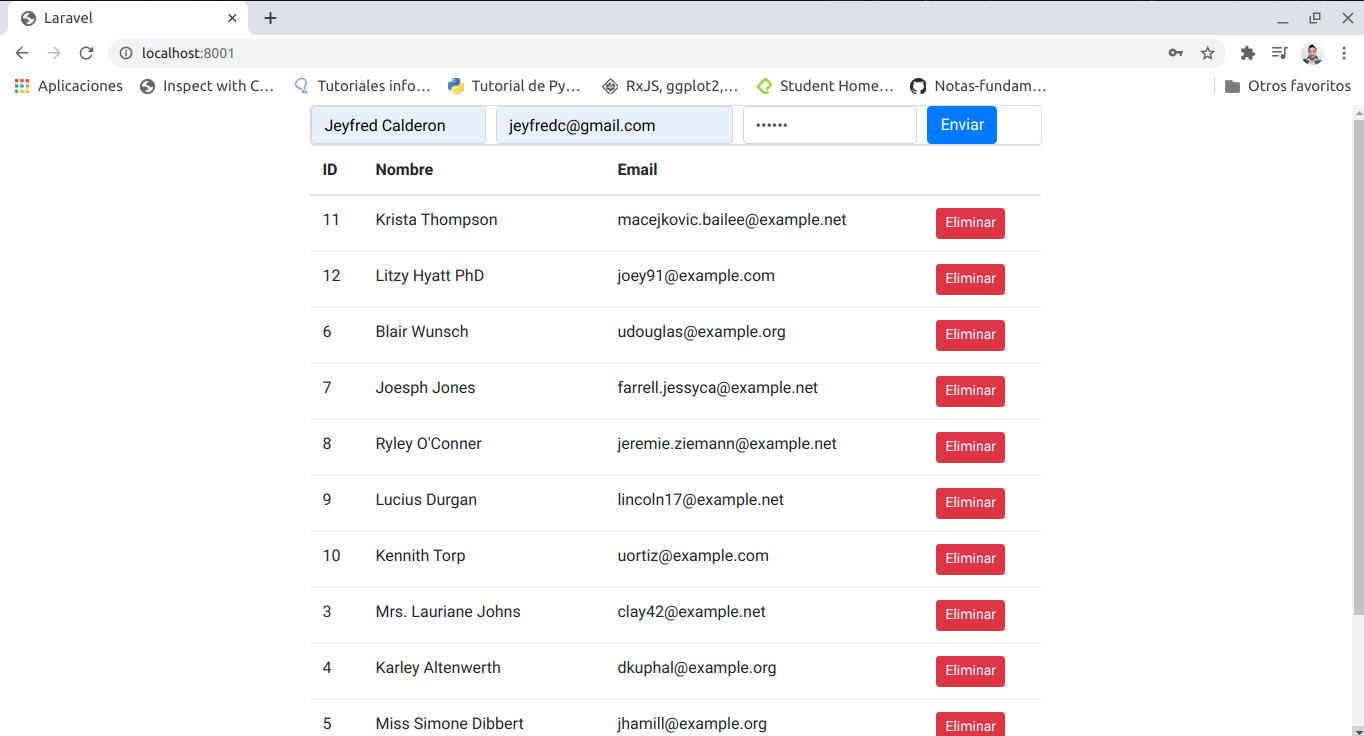 Laravel
localhost:8001
Aplicaciones Inspect with C... Tutoriales info... Tutorial de Py... RxJS, ggplot2,... Student Home... Notas-fundam... Otros favoritos
Jeyfred Calderon jeyfredc@gmail.com •••••• Enviar
ID Nombre Email
11 Krista Thompson macejkovic.bailee@example.net Eliminar
12 Litzy Hyatt PhD joey91@example.com Eliminar
6 Blair Wunsch udouglas@example.org Eliminar
7 Joesph Jones farrell.jessyca@example.net Eliminar
8 Ryley O'Conner jeremie.ziemann@example.net Eliminar
9 Lucius Durgan lincoln17@example.net Eliminar
10 Kennith Torp uortiz@example.com Eliminar
3 Mrs. Lauriane Johns clay42@example.net Eliminar
4 Karley Altenwerth dkuphal@example.org Eliminar
5 Miss Simone Dibbert jhamill@example.org Eliminar